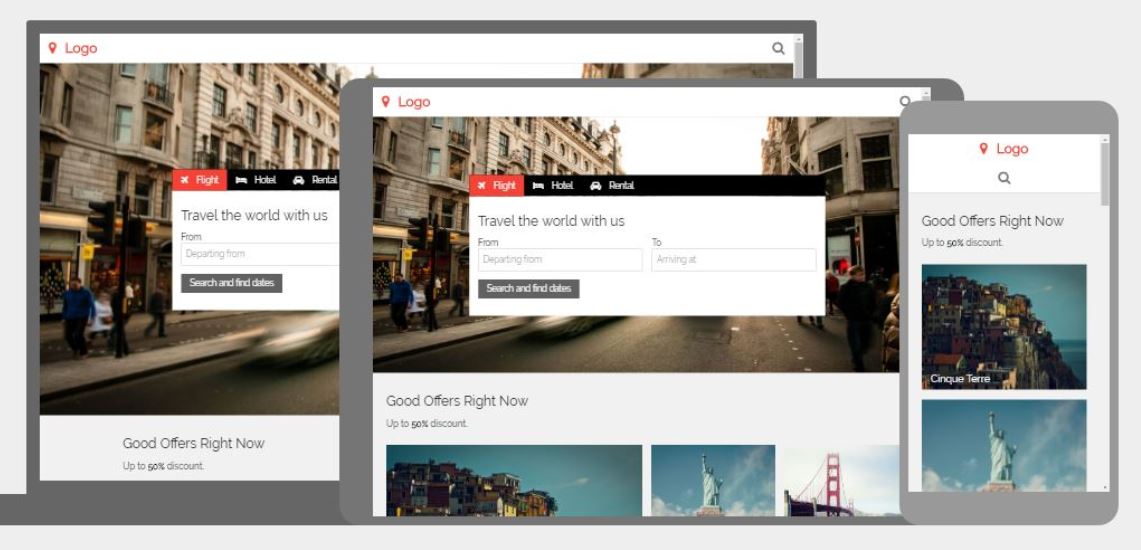 Logo
Flight Hotel Rental
Travel the world with us
From
Departing from
Search and find dates
Good Offers Right Now
Up to 50% discount.
Logo
Flight Hotel Rental
Travel the world with us
From To
Departing from Arriving at
Search and find dates
Good Offers Right Now
Up to 50% discount.
Logo
Good Offers Right Now
Up to 50% discount.
Cinque Terre